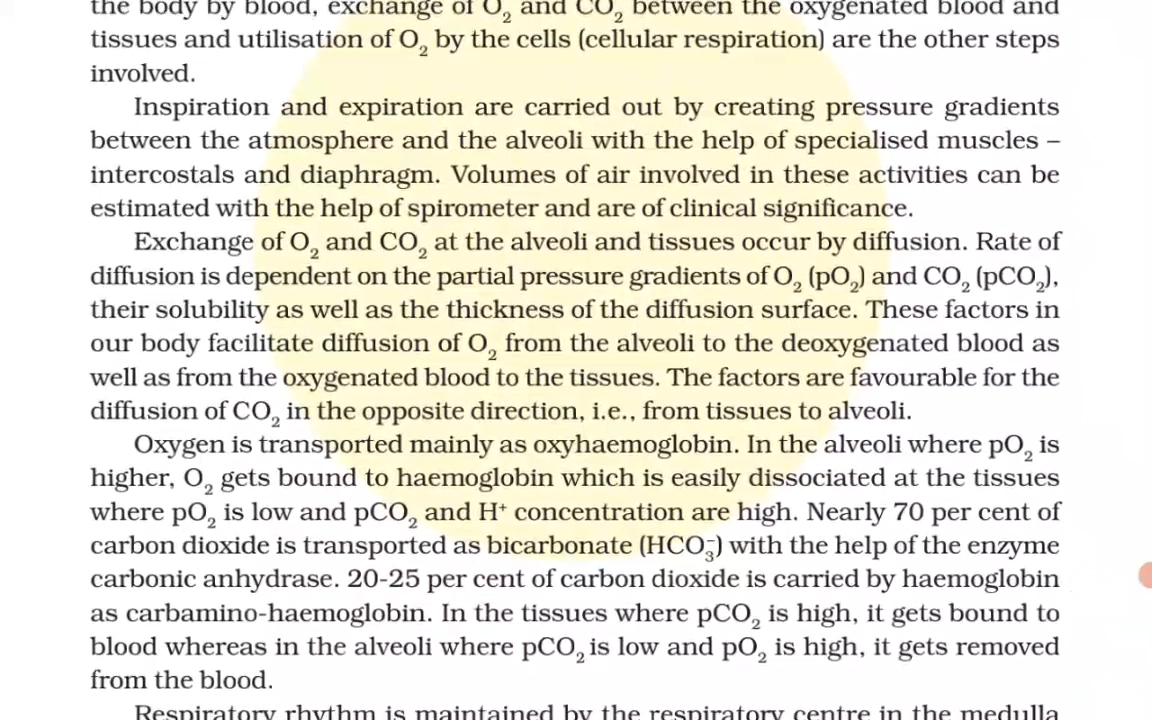 the body by blood, exchange of O₂ and CO₂ between the oxygenated blood and
tissues and utilisation of O₂ by the cells (cellular respiration) are the other steps
involved.
Inspiration and expiration are carried out by creating pressure gradients
between the atmosphere and the alveoli with the help of specialised muscles –
intercostals and diaphragm. Volumes of air involved in these activities can be
estimated with the help of spirometer and are of clinical significance.
Exchange of O₂ and CO₂ at the alveoli and tissues occur by diffusion. Rate of
diffusion is dependent on the partial pressure gradients of O₂ (pO₂) and CO₂ (pCO₂),
their solubility as well as the thickness of the diffusion surface. These factors in
our body facilitate diffusion of O₂ from the alveoli to the deoxygenated blood as
well as from the oxygenated blood to the tissues. The factors are favourable for the
diffusion of CO₂ in the opposite direction, i.e., from tissues to alveoli.
Oxygen is transported mainly as oxyhaemoglobin. In the alveoli where pO₂ is
higher, O₂ gets bound to haemoglobin which is easily dissociated at the tissues
where pO₂ is low and pCO₂ and H⁺ concentration are high. Nearly 70 per cent of
carbon dioxide is transported as bicarbonate (HCO₃⁻) with the help of the enzyme
carbonic anhydrase. 20-25 per cent of carbon dioxide is carried by haemoglobin
as carbamino-haemoglobin. In the tissues where pCO₂ is high, it gets bound to
blood whereas in the alveoli where pCO₂ is low and pO₂ is high, it gets removed
from the blood.
Respiratory rhythm is maintained by the respiratory centre in the medulla